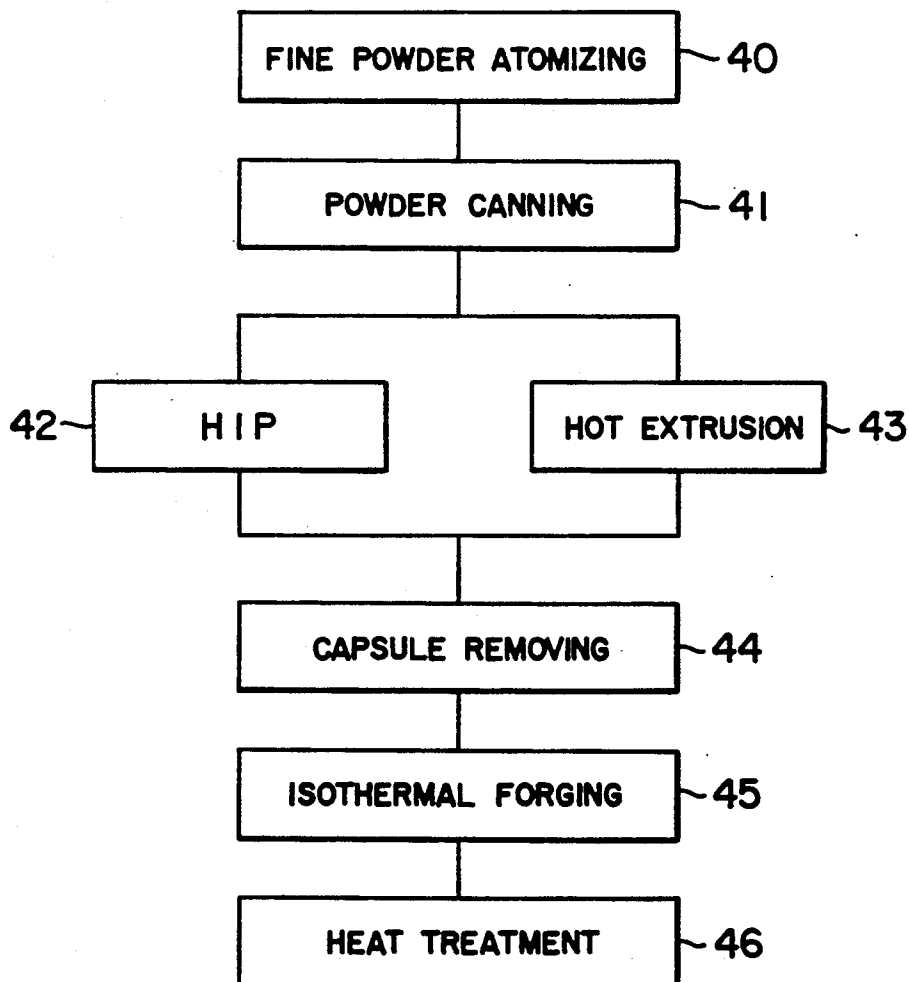 FINE POWDER ATOMIZING 40
POWDER CANNING 41
42 HIP HOT EXTRUSION 43
CAPSULE REMOVING 44
ISOTHERMAL FORGING 45
HEAT TREATMENT 46